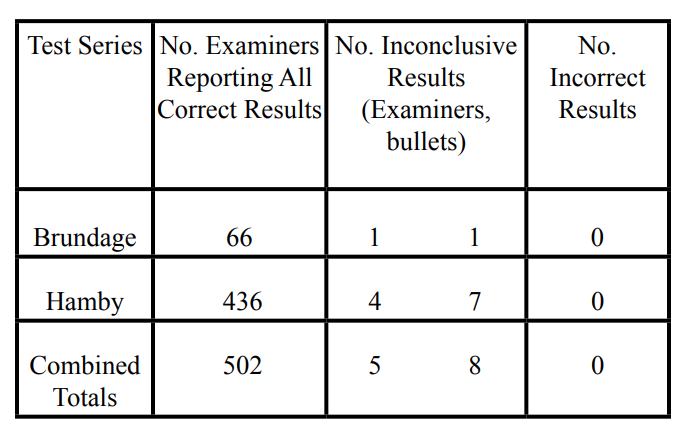 Test Series No. Examiners Reporting All Correct Results No. Inconclusive Results (Examiners, bullets) No. Incorrect Results
Brundage 66 1 1 0
Hamby 436 4 7 0
Combined Totals 502 5 8 0